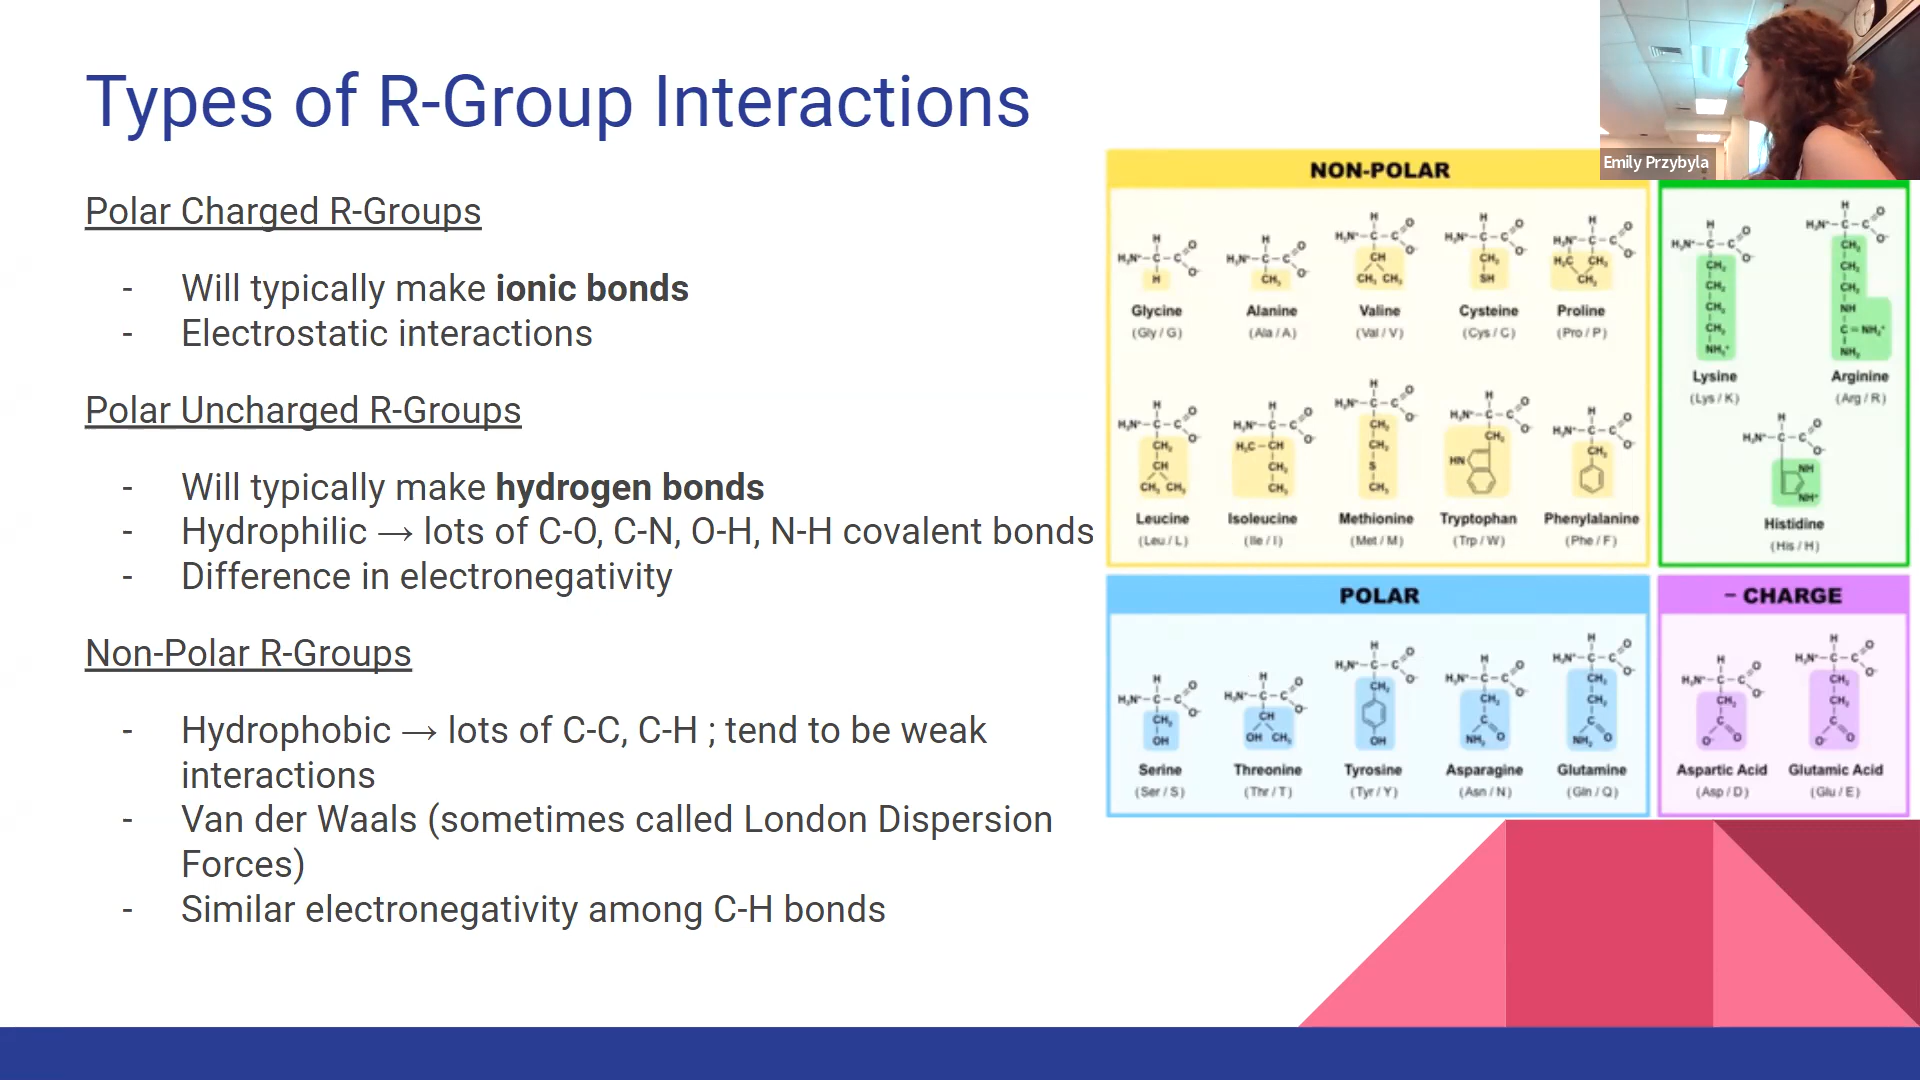 Types of R-Group Interactions
Emily Przybyla
Polar Charged R-Groups
- Will typically make ionic bonds
- Electrostatic interactions
Polar Uncharged R-Groups
- Will typically make hydrogen bonds
- Hydrophilic → lots of C-O, C-N, O-H, N-H covalent bonds
- Difference in electronegativity
Non-Polar R-Groups
- Hydrophobic → lots of C-C, C-H ; tend to be weak
interactions
- Van der Waals (sometimes called London Dispersion
Forces)
- Similar electronegativity among C-H bonds
NON-POLAR
Glycine Alanine Valine Cysteine Proline
(Gly / G) (Ala / A) (Val / V) (Cys / C) (Pro / P)
Leucine Isoleucine Methionine Tryptophan Phenylalanine
(Leu / L) (Ile / I) (Met / M) (Trp / W) (Phe / F)
Lysine Arginine
(Lys / K) (Arg / R)
Histidine
(His / H)
POLAR
Serine Threonine Tyrosine Asparagine Glutamine
(Ser / S) (Thr / T) (Tyr / Y) (Asn / N) (Gln / Q)
− CHARGE
Aspartic Acid Glutamic Acid
(Asp / D) (Glu / E)